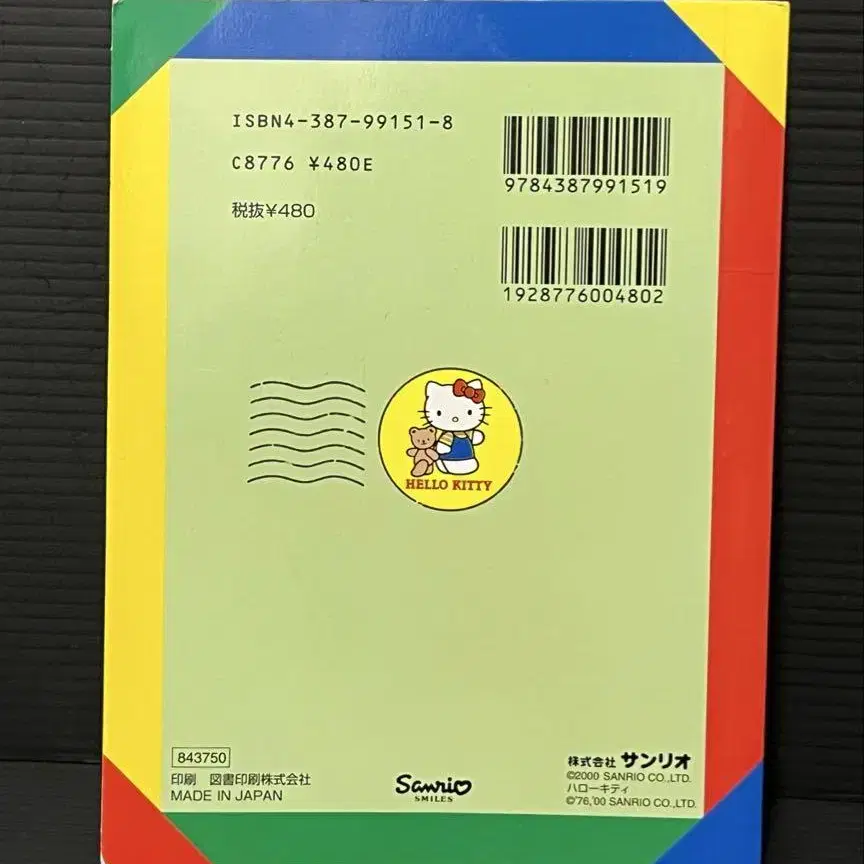 ISBN4-387-99151-8
C8776 ¥480E
税抜¥480
9784387991519
1928776004802
HELLO KITTY
843750
印刷 図書印刷株式会社
MADE IN JAPAN
Sanrio
SMILES
株式会社 サンリオ
©2000 SANRIO CO.,LTD.
ハローキティ
©'76,'00 SANRIO CO.,LTD.